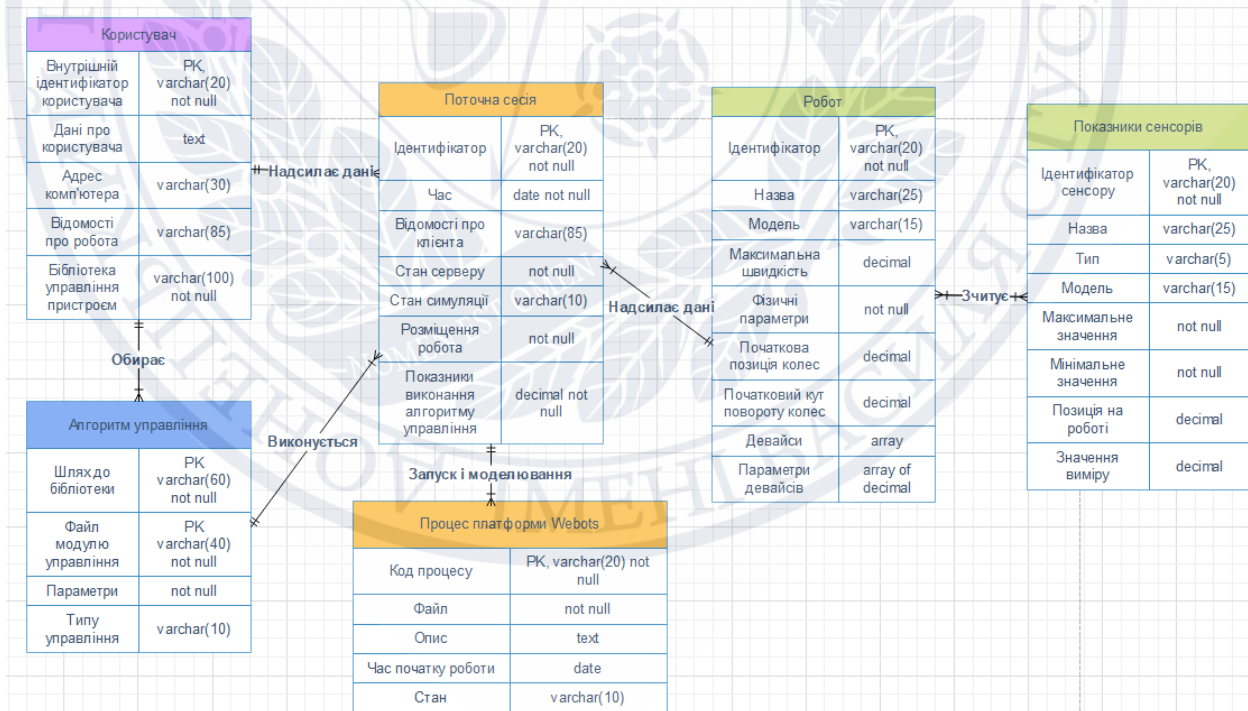 Користувач
Внутрішній
ідентифікатор
користувача
PK,
varchar(20)
not null
Дані про
користувача
text
Адрес
комп'ютера
varchar(30)
Відомості
про робота
varchar(85)
Бібліотека
управління
пристроєм
varchar(100)
not null
Надсилає дані
Обирає
Алгоритм управління
Шлях до
бібліотеки
PK
varchar(60)
not null
Файл
модулю
управління
PK
varchar(40)
not null
Параметри
not null
Типу
управління
varchar(10)
Виконується
Поточна сесія
Ідентифікатор
PK,
varchar(20)
not null
Час
date not null
Відомості про
клієнта
varchar(85)
Стан серверу
not null
Стан симуляції
varchar(10)
Розміщення
робота
not null
Показники
виконання
алгоритму
управління
decimal not
null
Запуск і моделювання
Процес платформи Webots
Код процесу
PK, varchar(20) not
null
Файл
not null
Опис
text
Час початку роботи
date
Стан
varchar(10)
Надсилає дані
Робот
Ідентифікатор
PK,
varchar(20)
not null
Назва
varchar(25)
Модель
varchar(15)
Максимальна
швидкість
decimal
Фізичні
параметри
not null
Початкова
позиція колес
decimal
Початковий кут
повороту колес
decimal
Девайси
array
Параметри
девайсів
array of
decimal
Зчитує
Показники сенсорів
Ідентифікатор
сенсору
PK,
varchar(20)
not null
Назва
varchar(25)
Тип
varchar(5)
Модель
varchar(15)
Максимальне
значення
not null
Мінімальне
значення
not null
Позиція на
роботі
decimal
Значення
виміру
decimal